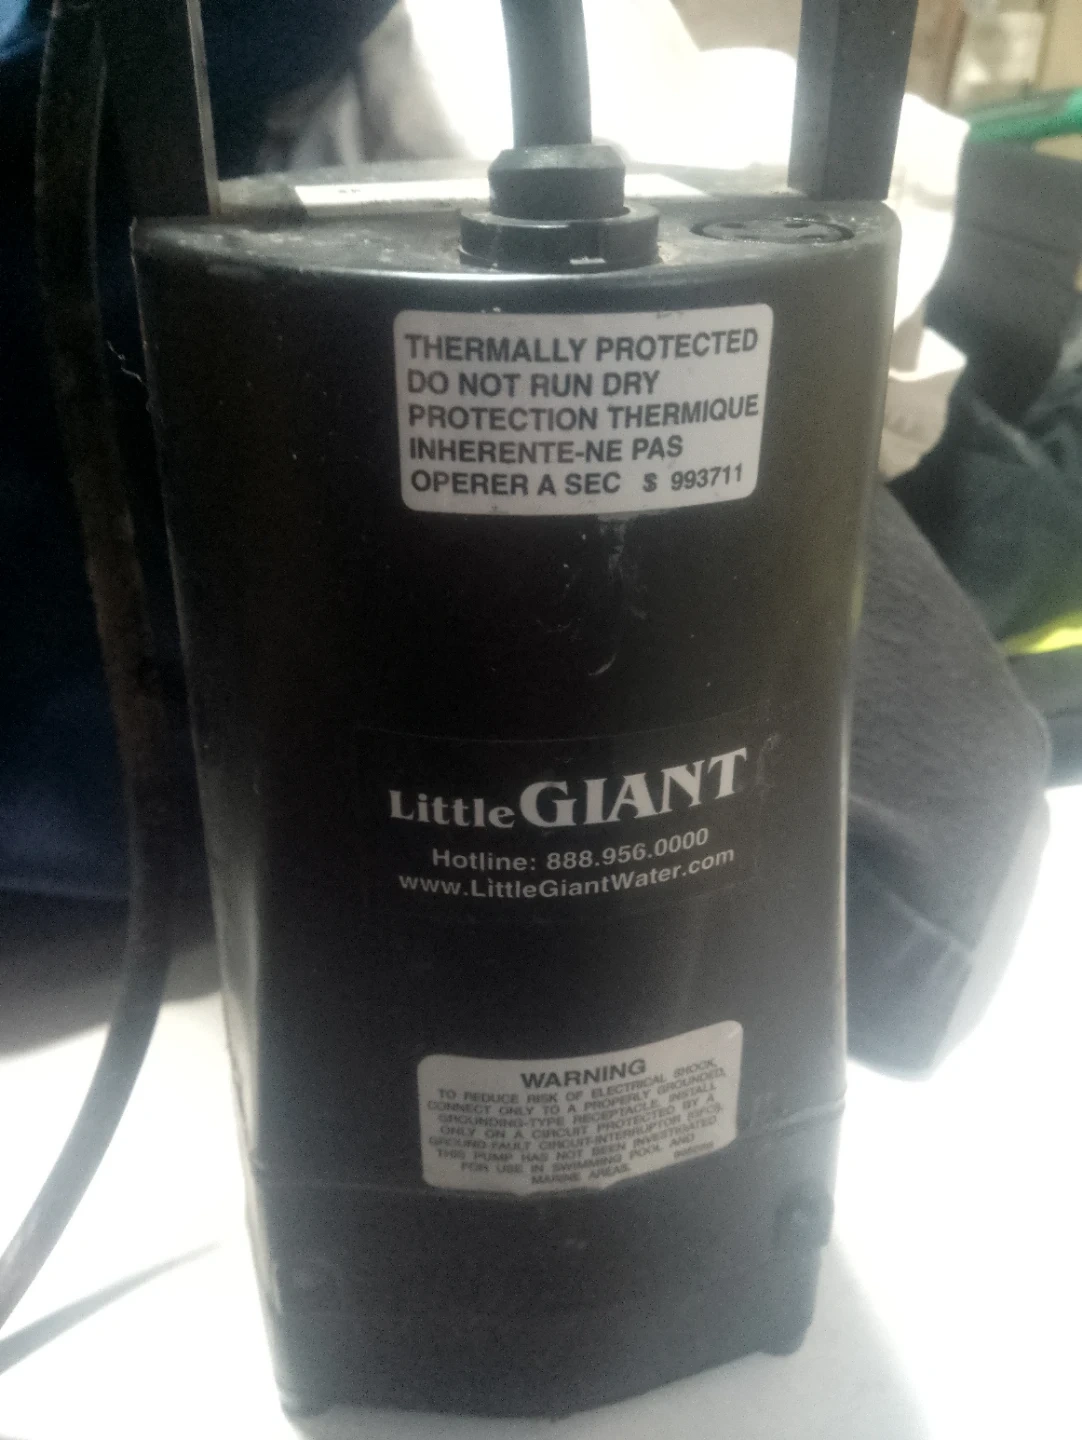 THERMALLY PROTECTED
DO NOT RUN DRY
PROTECTION THERMIQUE
INHERENTE-NE PAS
OPERER A SEC S 993711
Little GIANT
Hotline: 888.956.0000
www.LittleGiantWater.com
WARNING
TO REDUCE RISK OF ELECTRICAL SHOCK,
CONNECT ONLY TO A PROPERLY GROUNDED,
GROUNDING-TYPE RECEPTACLE. INSTALL
ONLY ON A CIRCUIT PROTECTED BY A
GROUND-FAULT CIRCUIT-INTERRUPTOR (GFCI).
THIS PUMP HAS NOT BEEN INVESTIGATED
FOR USE IN SWIMMING POOL AND
MARINE AREAS.